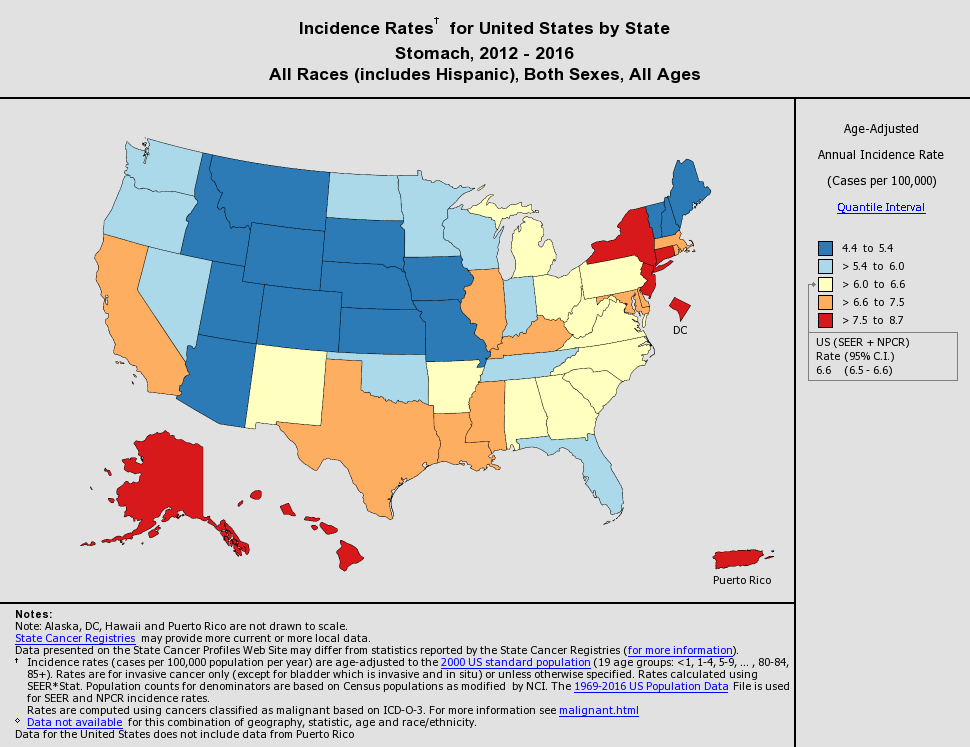 Incidence Rates† for United States by State
Stomach, 2012 - 2016
All Races (includes Hispanic), Both Sexes, All Ages
Age-Adjusted
Annual Incidence Rate
(Cases per 100,000)
Quantile Interval
4.4 to 5.4
> 5.4 to 6.0
> 6.0 to 6.6
> 6.6 to 7.5
> 7.5 to 8.7
US (SEER + NPCR)
Rate (95% C.I.)
6.6 (6.5 - 6.6)
DC
Puerto Rico
Notes:
Note: Alaska, DC, Hawaii and Puerto Rico are not drawn to scale.
State Cancer Registries may provide more current or more local data.
Data presented on the State Cancer Profiles Web Site may differ from statistics reported by the State Cancer Registries (for more information).
† Incidence rates (cases per 100,000 population per year) are age-adjusted to the 2000 US standard population (19 age groups: <1, 1-4, 5-9, ... , 80-84,
85+). Rates are for invasive cancer only (except for bladder which is invasive and in situ) or unless otherwise specified. Rates calculated using
SEER*Stat. Population counts for denominators are based on Census populations as modified by NCI. The 1969-2016 US Population Data File is used
for SEER and NPCR incidence rates.
Rates are computed using cancers classified as malignant based on ICD-O-3. For more information see malignant.html
◊ Data not available for this combination of geography, statistic, age and race/ethnicity.
Data for the United States does not include data from Puerto Rico